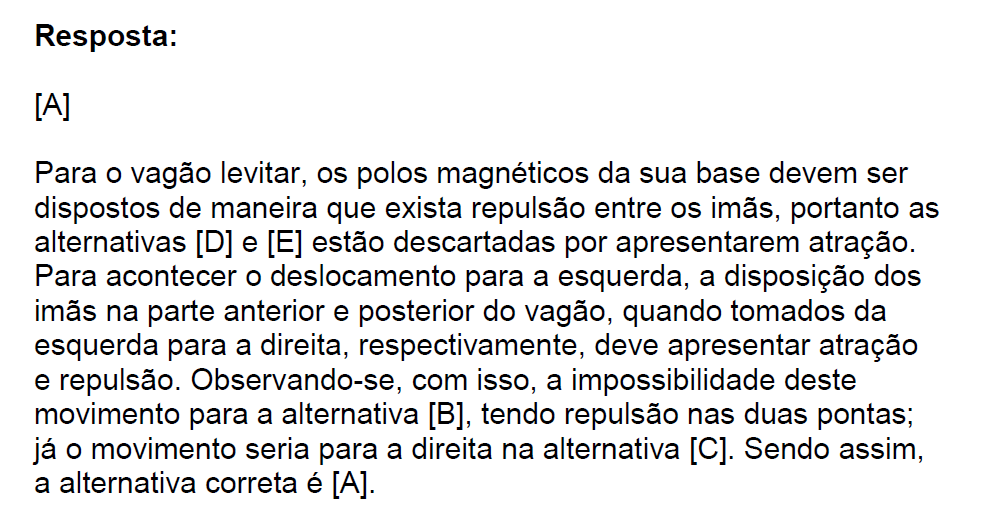 Resposta:
[A]
Para o vagão levitar, os polos magnéticos da sua base devem ser
dispostos de maneira que exista repulsão entre os imãs, portanto as
alternativas [D] e [E] estão descartadas por apresentarem atração.
Para acontecer o deslocamento para a esquerda, a disposição dos
imãs na parte anterior e posterior do vagão, quando tomados da
esquerda para a direita, respectivamente, deve apresentar atração
e repulsão. Observando-se, com isso, a impossibilidade deste
movimento para a alternativa [B], tendo repulsão nas duas pontas;
já o movimento seria para a direita na alternativa [C]. Sendo assim,
a alternativa correta é [A].